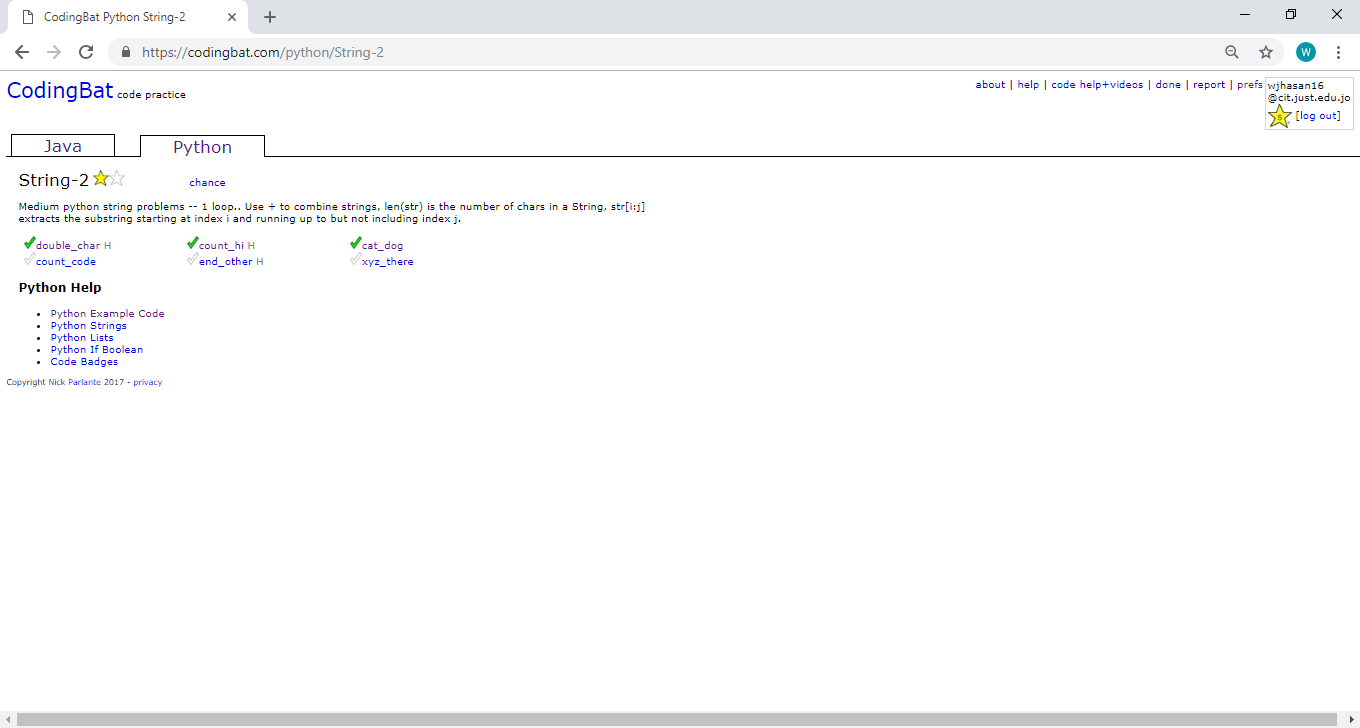 CodingBat Python String-2
https://codingbat.com/python/String-2
W
CodingBat code practice
about | help | code help+videos | done | report | prefs
wjhasan16
@cit.just.edu.jo
[log out]
Java
Python
String-2
chance
Medium python string problems -- 1 loop.. Use + to combine strings, len(str) is the number of chars in a String, str[i:j]
extracts the substring starting at index i and running up to but not including index j.
double_char H count_hi H cat_dog
count_code end_other H xyz_there
Python Help
• Python Example Code
• Python Strings
• Python Lists
• Python If Boolean
• Code Badges
Copyright Nick Parlante 2017 - privacy